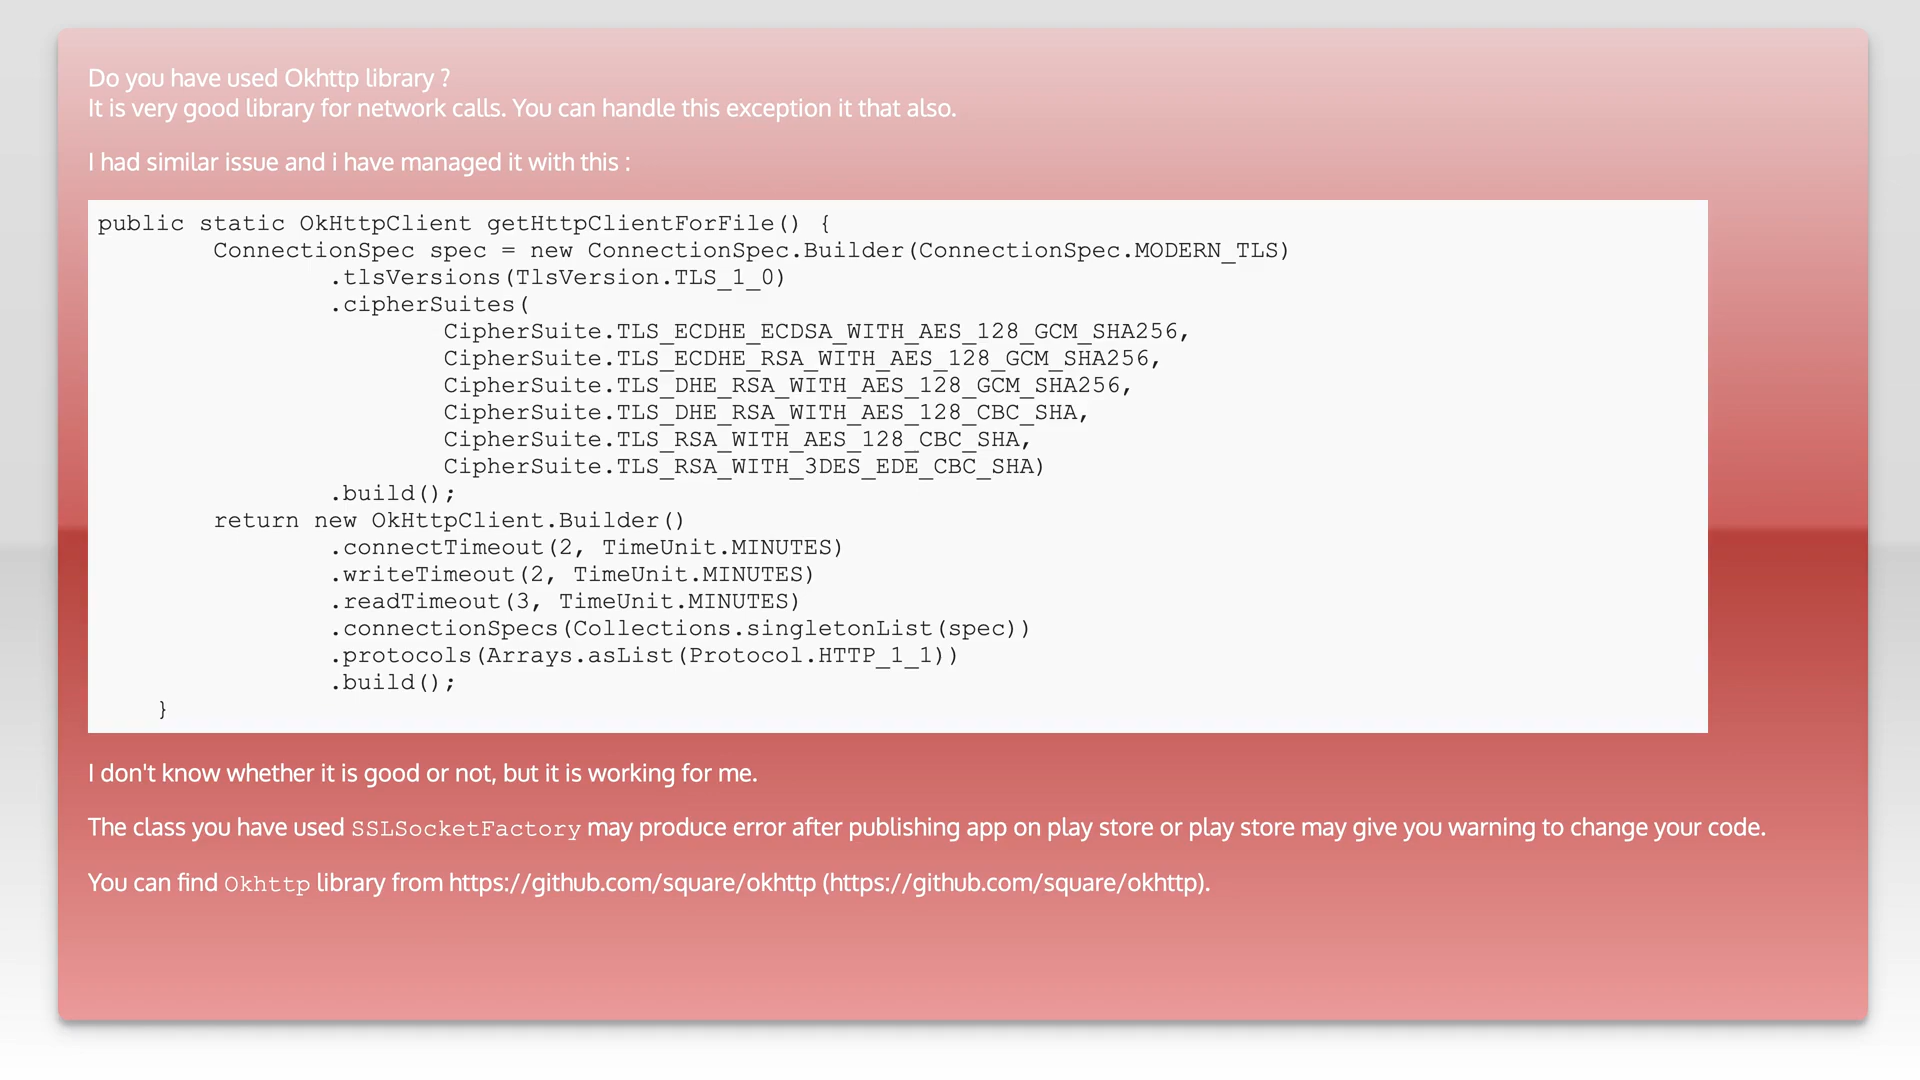 Do you have used Okhttp library ?
It is very good library for network calls. You can handle this exception it that also.
I had similar issue and i have managed it with this :
public static OkHttpClient getHttpClientForFile() {
        ConnectionSpec spec = new ConnectionSpec.Builder(ConnectionSpec.MODERN_TLS)
                .tlsVersions(TlsVersion.TLS_1_0)
                .cipherSuites(
                        CipherSuite.TLS_ECDHE_ECDSA_WITH_AES_128_GCM_SHA256,
                        CipherSuite.TLS_ECDHE_RSA_WITH_AES_128_GCM_SHA256,
                        CipherSuite.TLS_DHE_RSA_WITH_AES_128_GCM_SHA256,
                        CipherSuite.TLS_DHE_RSA_WITH_AES_128_CBC_SHA,
                        CipherSuite.TLS_RSA_WITH_AES_128_CBC_SHA,
                        CipherSuite.TLS_RSA_WITH_3DES_EDE_CBC_SHA)
                .build();
        return new OkHttpClient.Builder()
                .connectTimeout(2, TimeUnit.MINUTES)
                .writeTimeout(2, TimeUnit.MINUTES)
                .readTimeout(3, TimeUnit.MINUTES)
                .connectionSpecs(Collections.singletonList(spec))
                .protocols(Arrays.asList(Protocol.HTTP_1_1))
                .build();
    }
I don't know whether it is good or not, but it is working for me.
The class you have used SSLSocketFactory may produce error after publishing app on play store or play store may give you warning to change your code.
You can find Okhttp library from https://github.com/square/okhttp (https://github.com/square/okhttp).